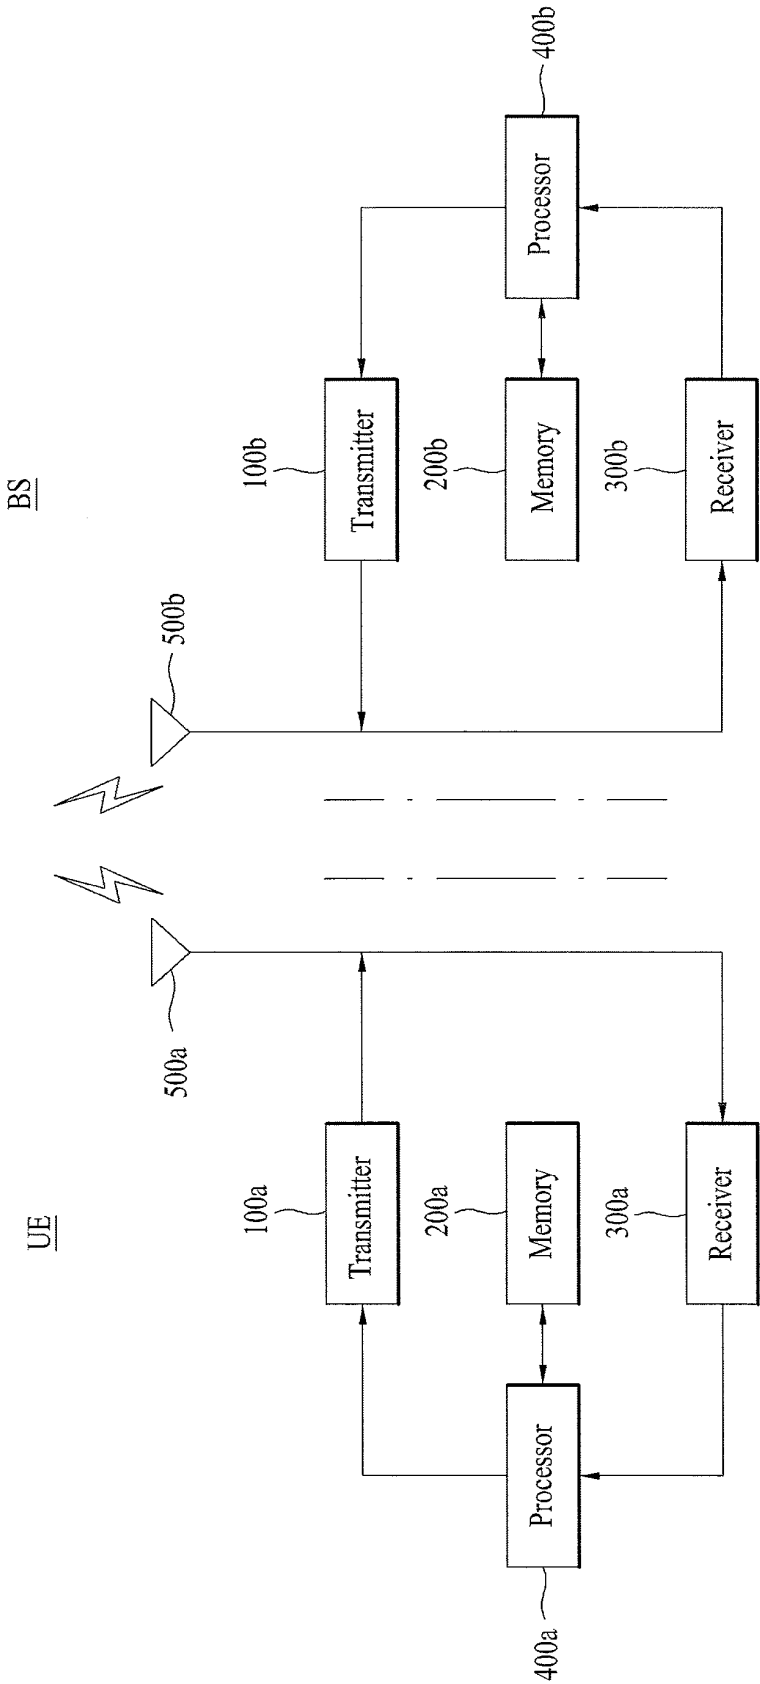 UE
BS
500a
500b
100a
Transmitter
100b
Transmitter
400a
Processor
200a
Memory
200b
Memory
Processor
400b
300a
Receiver
300b
Receiver